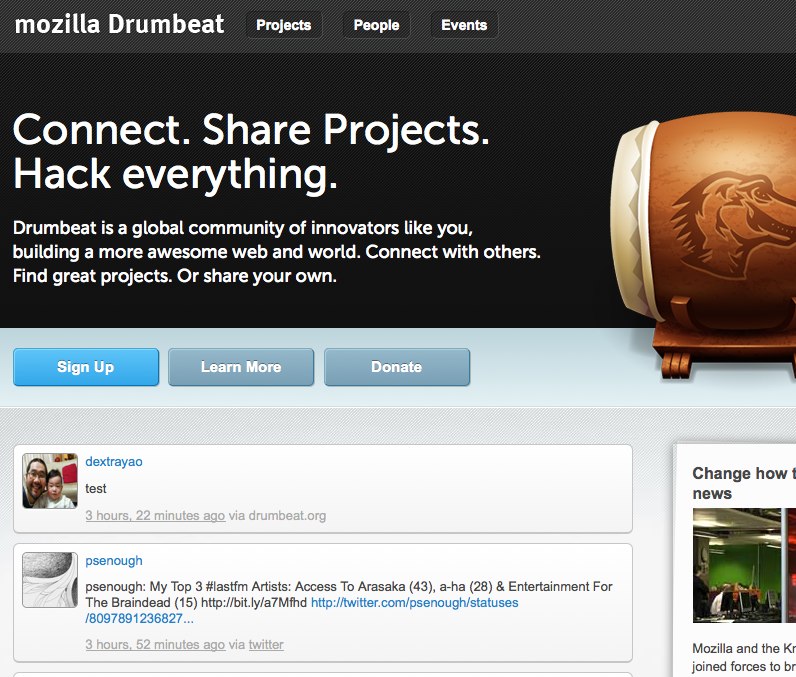 mozilla Drumbeat
Projects
People
Events
Connect. Share Projects.
Hack everything.
Drumbeat is a global community of innovators like you,
building a more awesome web and world. Connect with others.
Find great projects. Or share your own.
Sign Up
Learn More
Donate
dextrayao
test
3 hours, 22 minutes ago via drumbeat.org
psenough
psenough: My Top 3 #lastfm Artists: Access To Arasaka (43), a-ha (28) & Entertainment For
The Braindead (15) http://bit.ly/a7Mfhd http://twitter.com/psenough/statuses
/8097891236827...
3 hours, 52 minutes ago via twitter
Change how t
news
Mozilla and the Kn
joined forces to br